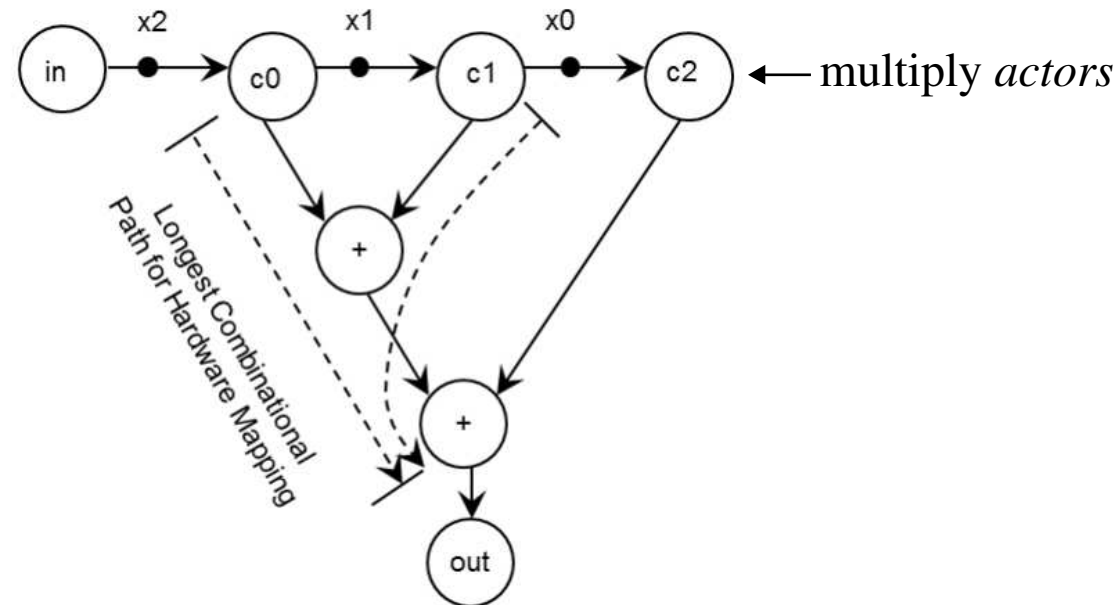 x2
x1
x0
in
c0
c1
c2
multiply actors
Longest Combinational
Path for Hardware Mapping
+
+
out